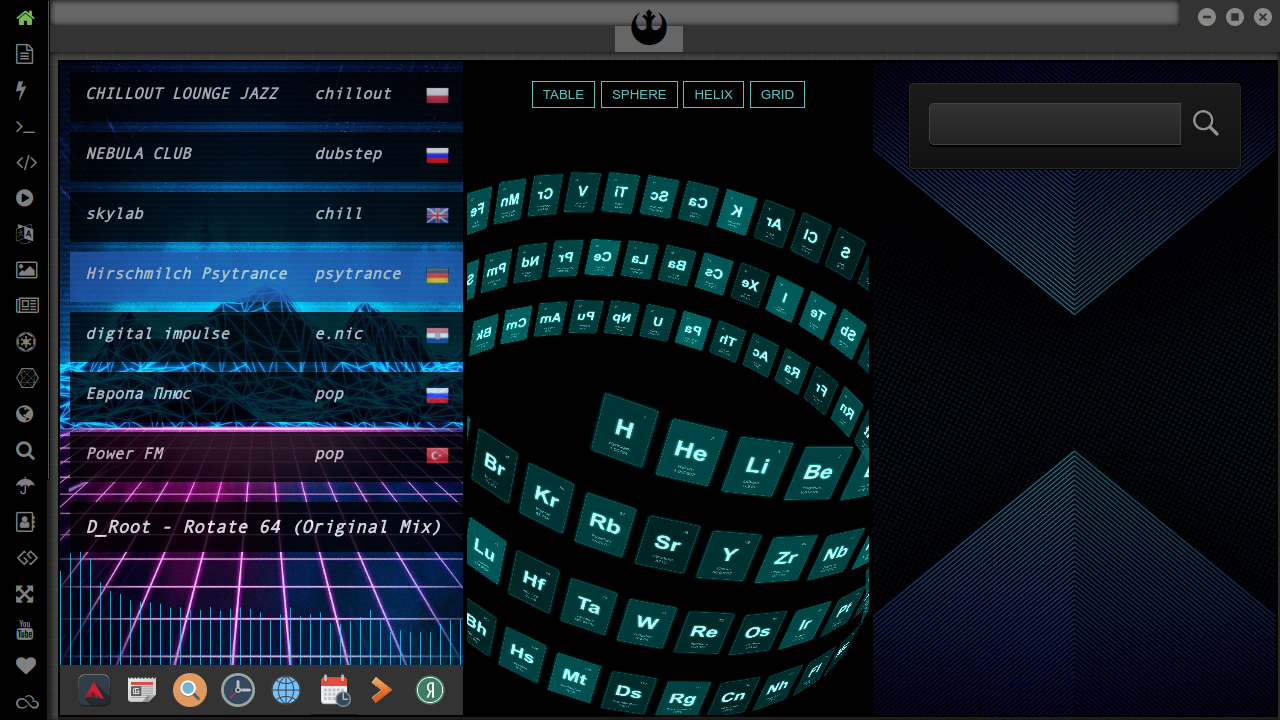 CHILLOUT LOUNGE JAZZ chillout
NEBULA CLUB dubstep
skylab chill
Hirschmilch Psytrance psytrance
digital impulse e.nic
Европа Плюс pop
Power FM pop
D_Root - Rotate 64 (Original Mix)
You
Tube
Я
TABLE SPHERE HELIX GRID
Fe Mn Cr V Ti Sc Ca K Ar Cl S
Pm Nd Pr Ce La Ba Cs Xe I Te Sb
Bk Cm Am Pu Np U Pa Th Ac Ra Fr Rn
H He Li Be
Br Kr Rb Sr Y Zr Nb
Lu Hf Ta W Re Os Ir Pt
Bh Hs Mt Ds Rg Cn Nh Fl